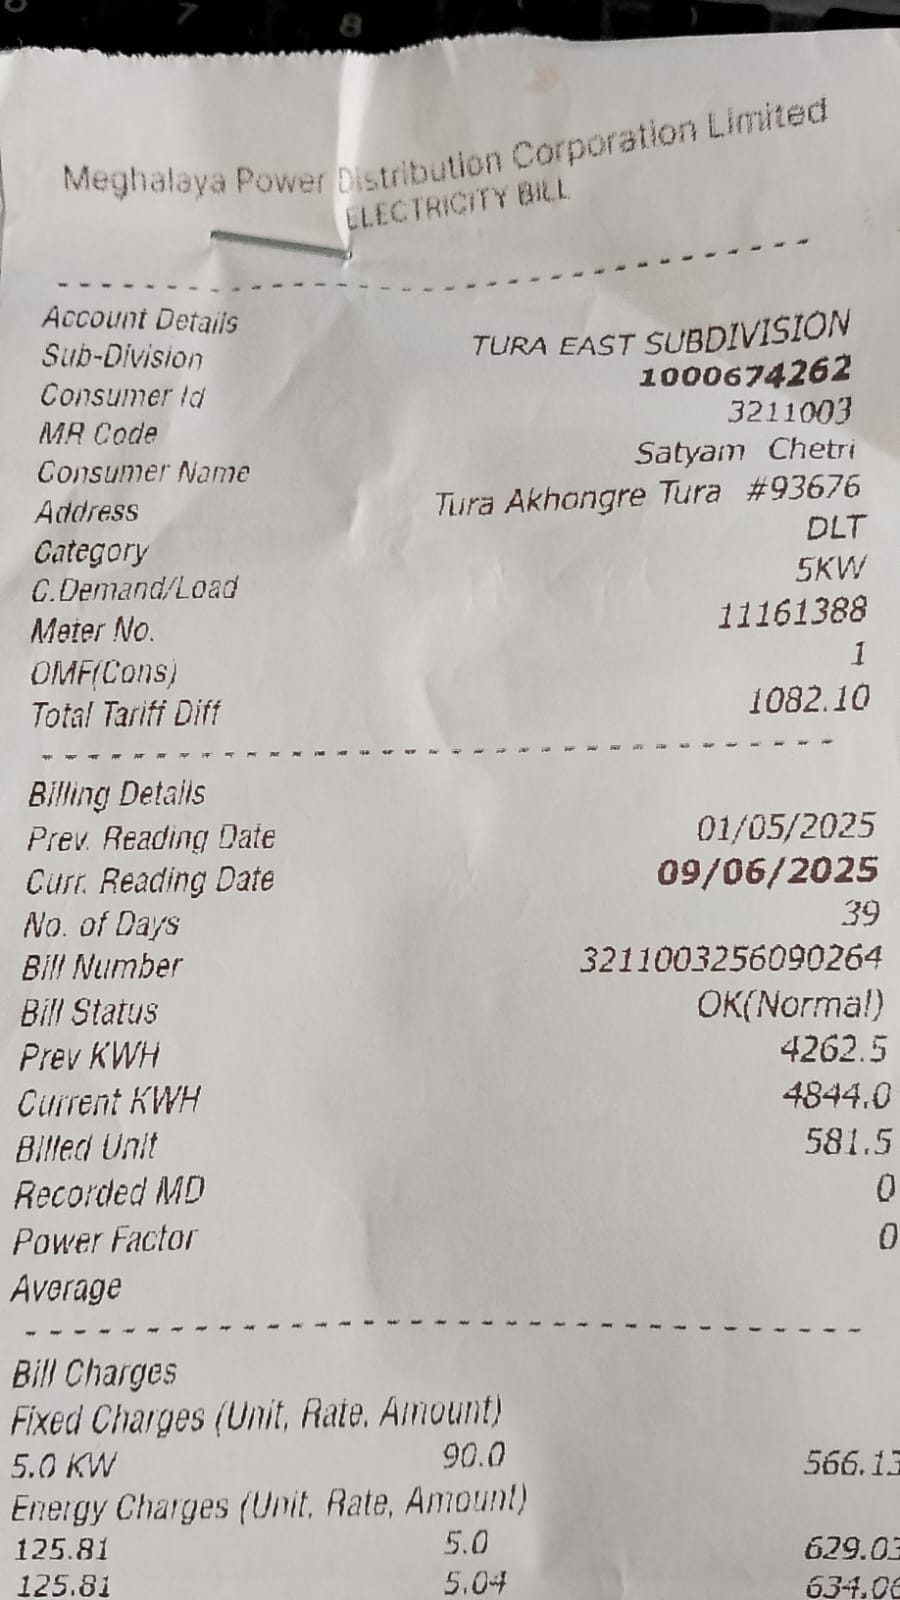 Meghalaya Power Distribution Corporation Limited
ELECTRICITY BILL
Account Details
Sub-Division TURA EAST SUBDIVISION
Consumer Id 1000674262
MR Code 3211003
Consumer Name Satyam Chetri
Address Tura Akhongre Tura #93676
Category DLT
C.Demand/Load 5KW
Meter No. 11161388
OMF(Cons) 1
Total Tariff Diff 1082.10
Billing Details
Prev. Reading Date 01/05/2025
Curr. Reading Date 09/06/2025
No. of Days 39
Bill Number 3211003256090264
Bill Status OK(Normal)
Prev KWH 4262.5
Current KWH 4844.0
Billed Unit 581.5
Recorded MD 0
Power Factor 0
Average
Bill Charges
Fixed Charges (Unit, Rate, Amount)
5.0 KW 90.0 566.13
Energy Charges (Unit, Rate, Amount)
125.81 5.0 629.03
125.81 5.04 634.06